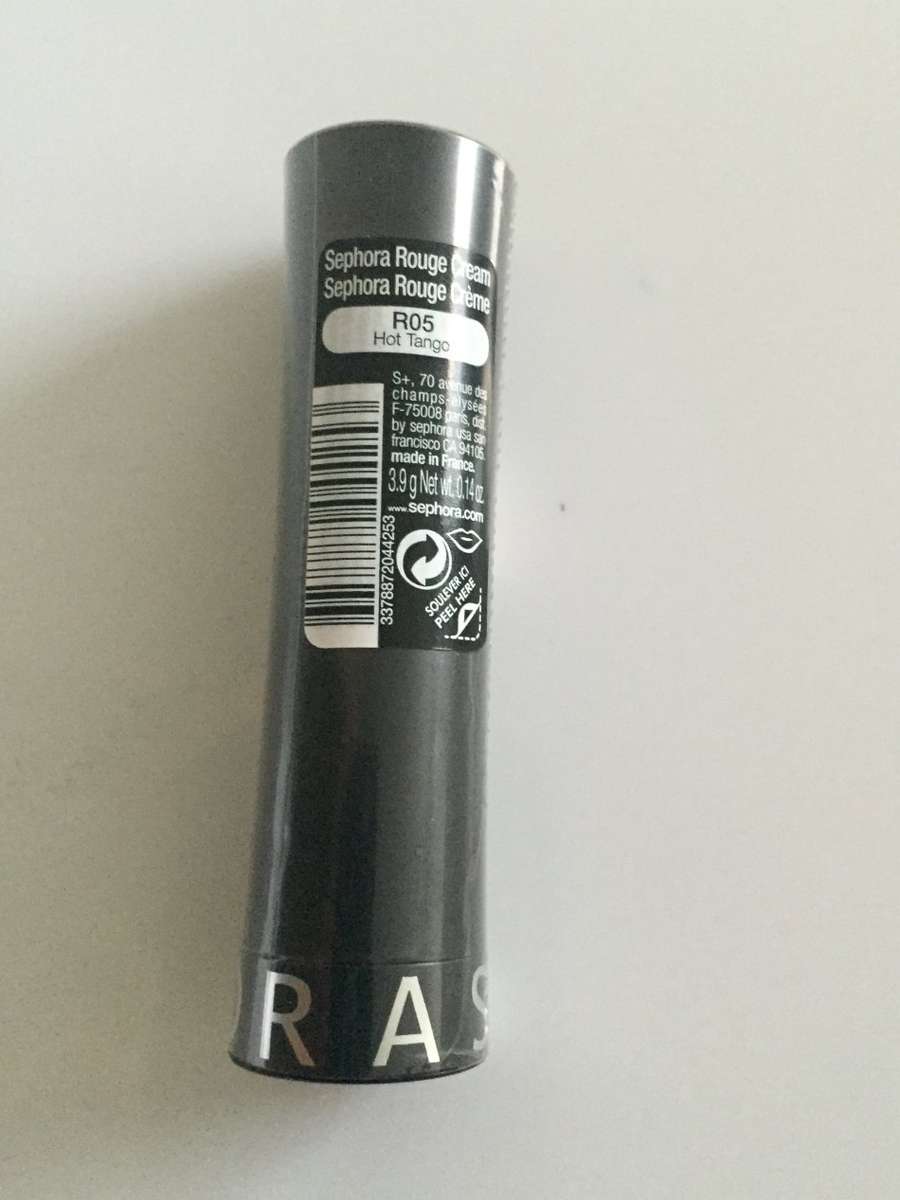 Sephora Rouge Cream
Sephora Rouge Crème
R05
Hot Tango
S+, 70 avenue des
champs-élysées
F-75008 paris, dist.
by sephora usa san
francisco CA 94105.
made in France.
3.9 g Net wt. 0.14 oz.
www.sephora.com
3378872044253
SOULEVER ICI
PEEL HERE
R A S